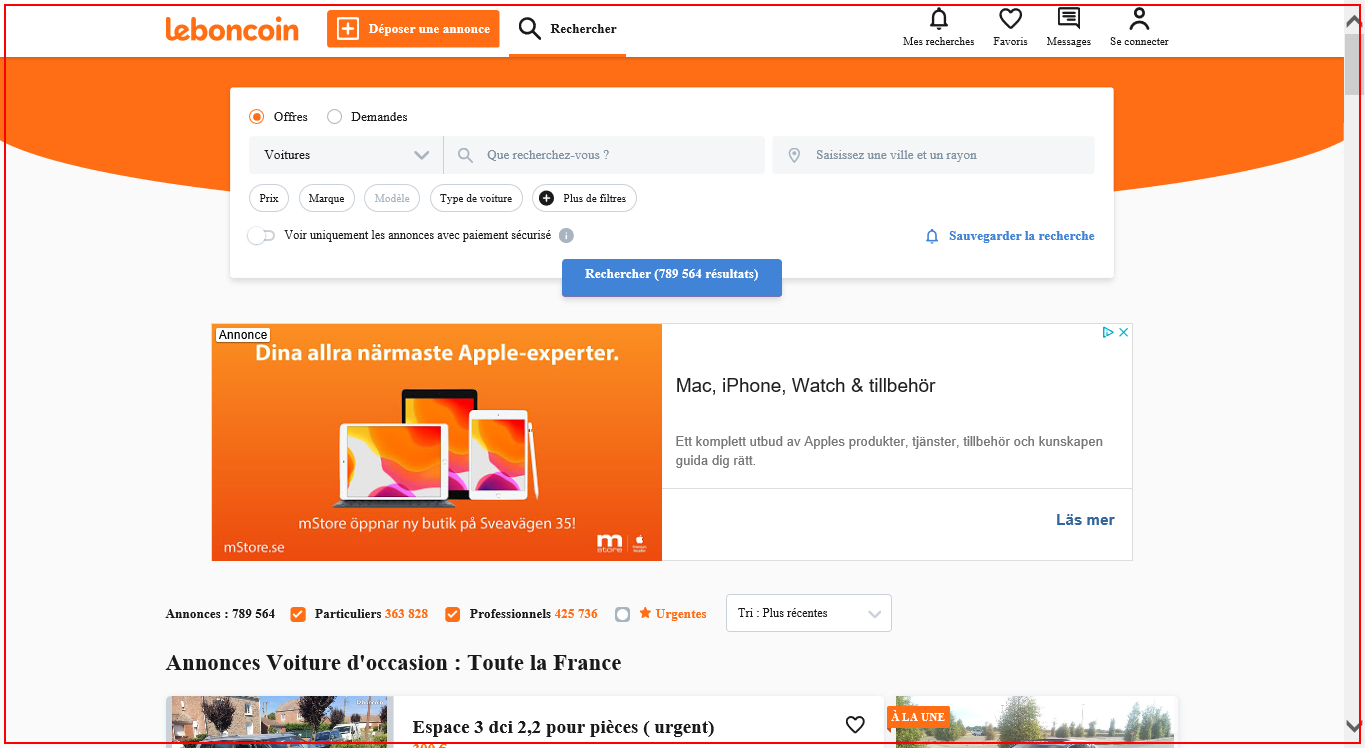 leboncoin
Déposer une annonce
Rechercher
Mes recherches
Favoris
Messages
Se connecter
Offres
Demandes
Voitures
Que recherchez-vous ?
Saisissez une ville et un rayon
Prix
Marque
Modèle
Type de voiture
Plus de filtres
Voir uniquement les annonces avec paiement sécurisé
Sauvegarder la recherche
Rechercher (789 564 résultats)
Annonce
Dina allra närmaste Apple-experter.
mStore öppnar ny butik på Sveavägen 35!
mStore.se
m
store
Mac, iPhone, Watch & tillbehör
Ett komplett utbud av Apples produkter, tjänster, tillbehör och kunskapen
guida dig rätt.
Läs mer
Annonces : 789 564
Particuliers 363 828
Professionnels 425 736
Urgentes
Tri : Plus récentes
Annonces Voiture d'occasion : Toute la France
leboncoin
Espace 3 dci 2,2 pour pièces ( urgent)
À LA UNE